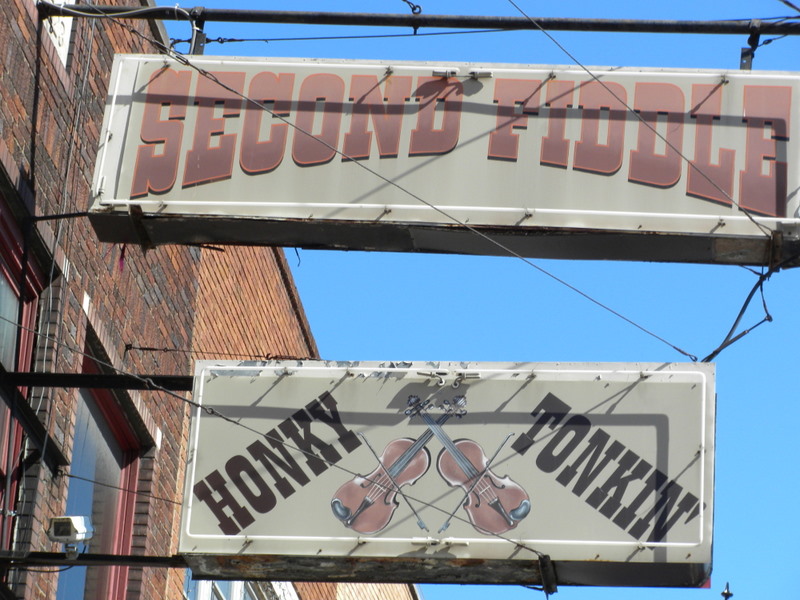 SECOND FIDDLE
HONKY TONKIN'